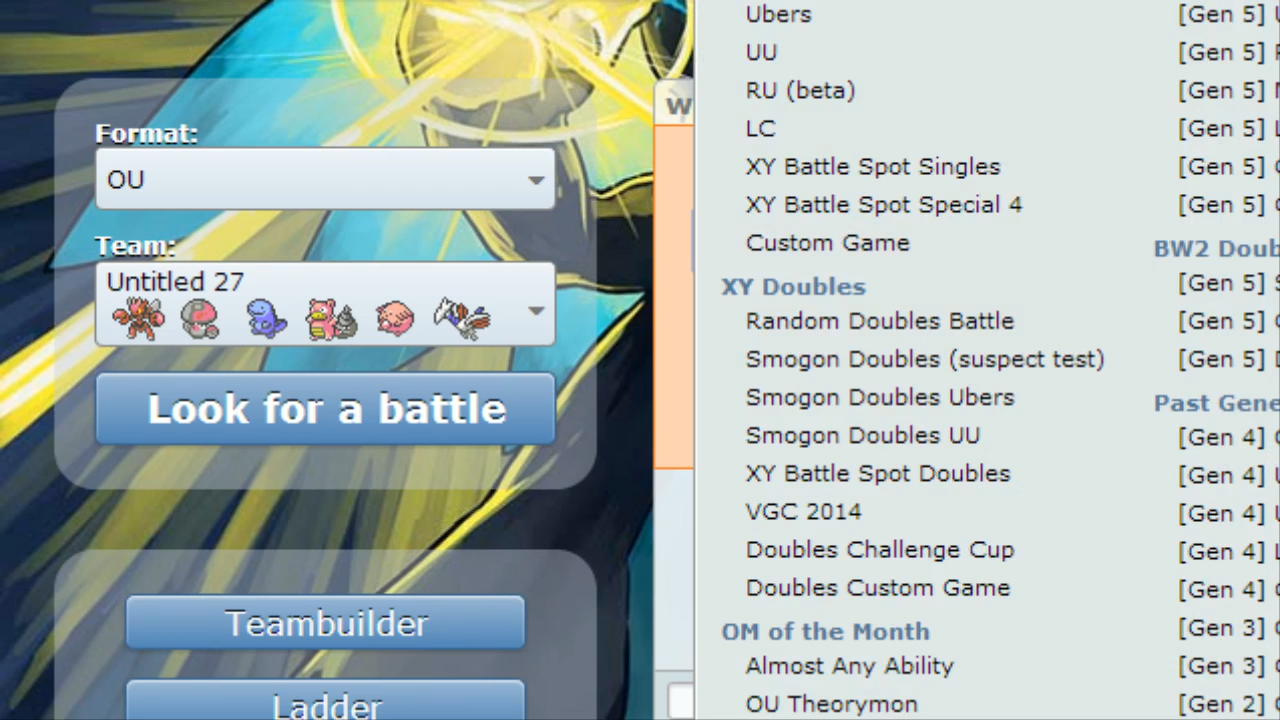 Format:
OU
Team:
Untitled 27
Look for a battle
Teambuilder
Ladder
W
Ubers
UU
RU (beta)
LC
XY Battle Spot Singles
XY Battle Spot Special 4
Custom Game
XY Doubles
Random Doubles Battle
Smogon Doubles (suspect test)
Smogon Doubles Ubers
Smogon Doubles UU
XY Battle Spot Doubles
VGC 2014
Doubles Challenge Cup
Doubles Custom Game
OM of the Month
Almost Any Ability
OU Theorymon
[Gen 5]
[Gen 5]
[Gen 5]
[Gen 5]
[Gen 5]
[Gen 5]
BW2 Doub
[Gen 5]
[Gen 5]
[Gen 5]
Past Gene
[Gen 4]
[Gen 4]
[Gen 4]
[Gen 4]
[Gen 4]
[Gen 3]
[Gen 3]
[Gen 2]